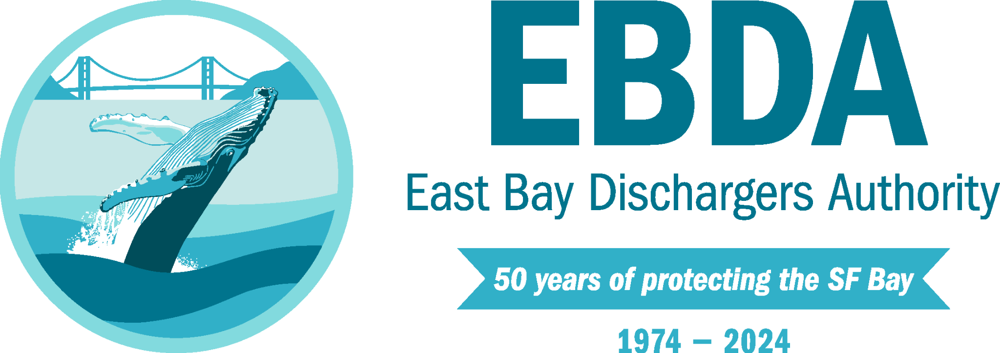 EBDA
East Bay Dischargers Authority
50 years of protecting the SF Bay
1974 – 2024